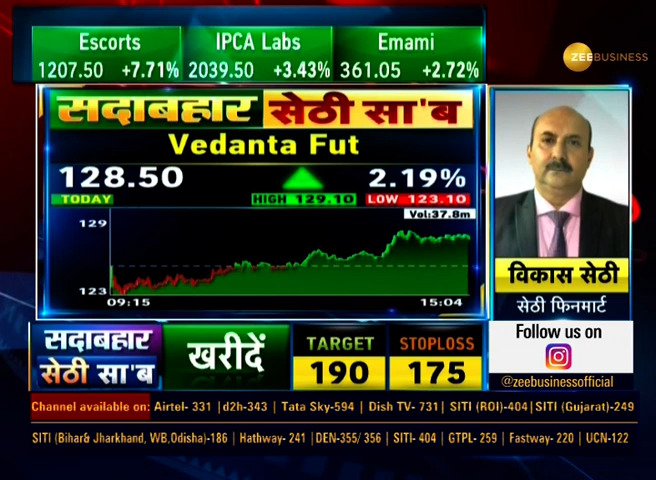 Escorts IPCA Labs Emami
1207.50 +7.71% 2039.50 +3.43% 361.05 +2.72%
ZEEBUSINESS
सदाबहार सेठी सा'ब
Vedanta Fut
128.50 2.19%
TODAY HIGH 129.10 LOW 123.10
Vol:37.8m
129
123
09:15 15:04
विकास सेठी
सेठी फिनमार्ट
सदाबहार
सेठी सा'ब
खरीदें
TARGET STOPLOSS
190 175
Follow us on
@zeebusinessofficial
Channel available on: Airtel- 331 | d2h-343 | Tata Sky-594 | Dish TV- 731| SITI (ROI)-404| SITI (Gujarat)-249
SITI (Bihar& Jharkhand, WB,Odisha)-186 | Hathway- 241 |DEN-355/ 356 | SITI- 404 | GTPL- 259 | Fastway- 220 | UCN-122